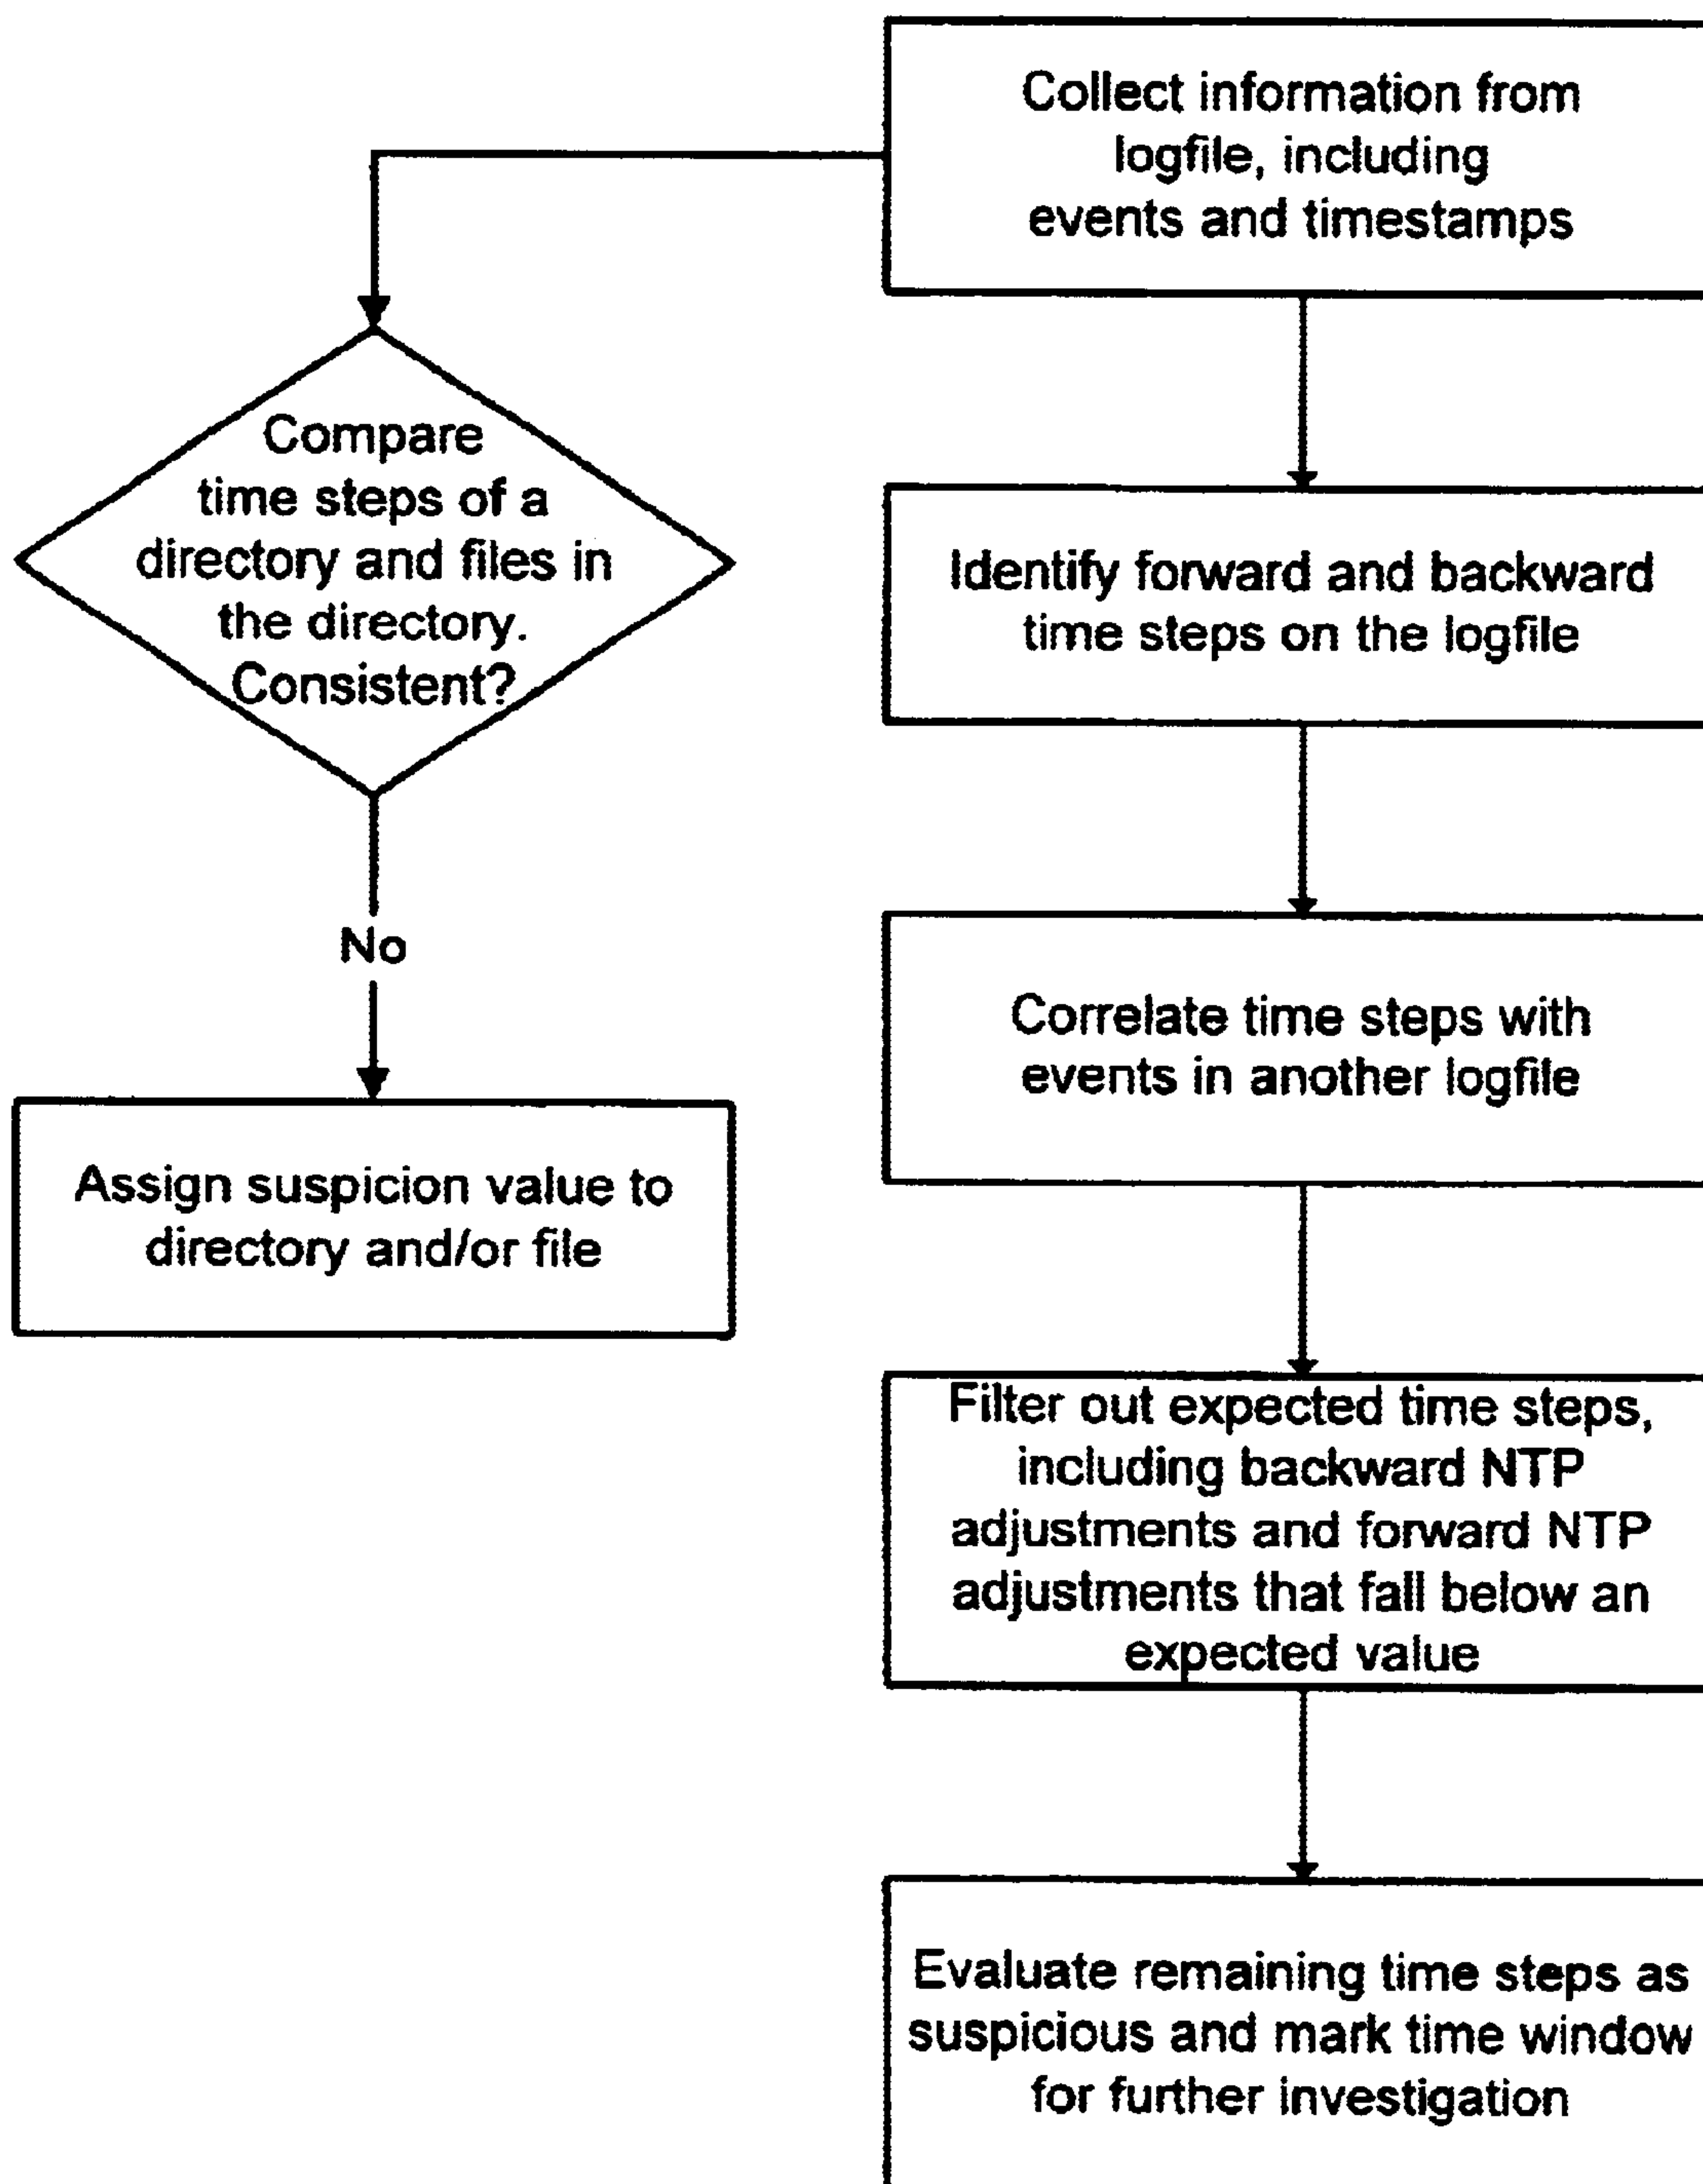 Collect information from
logfile, including
events and timestamps
Compare
time steps of a
directory and files in
the directory.
Consistent?
No
Assign suspicion value to
directory and/or file
Identify forward and backward
time steps on the logfile
Correlate time steps with
events in another logfile
Filter out expected time steps,
including backward NTP
adjustments and forward NTP
adjustments that fall below an
expected value
Evaluate remaining time steps as
suspicious and mark time window
for further investigation